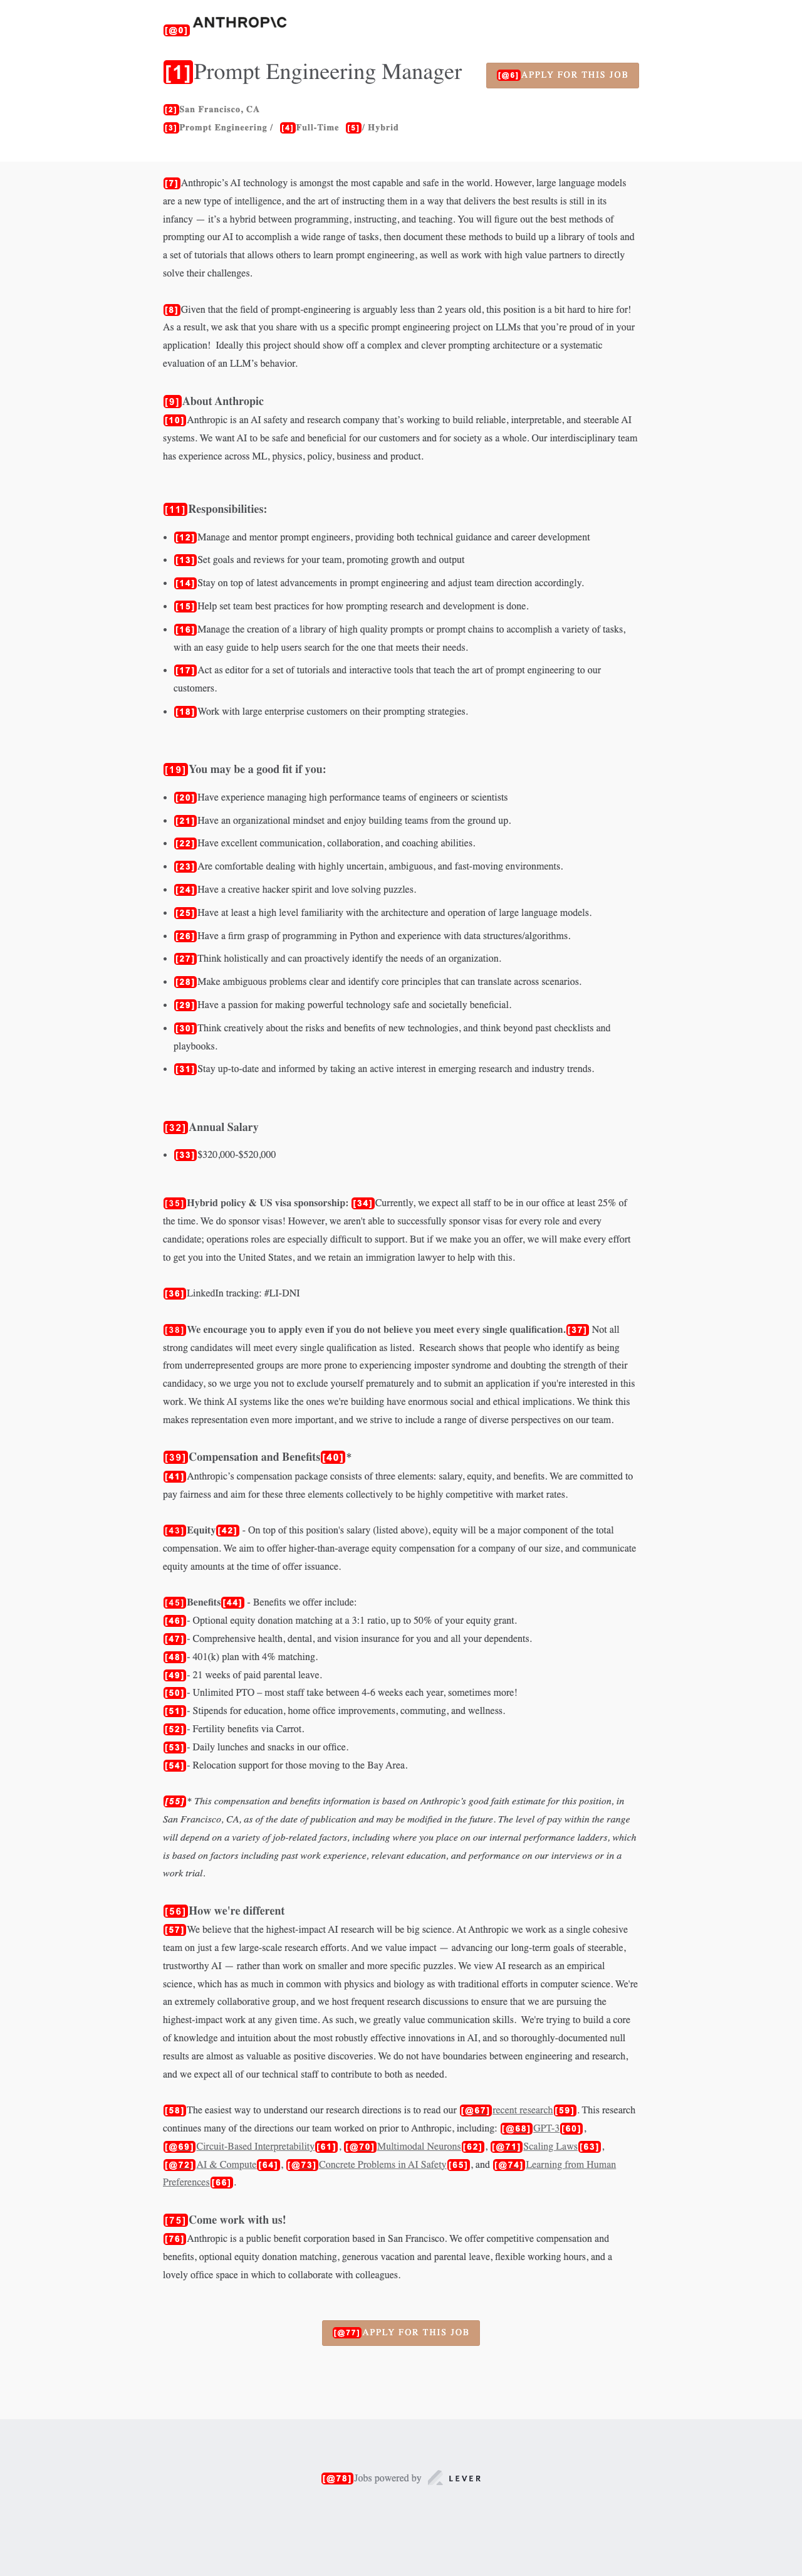 [@0] ANTHROP\C
[1]Prompt Engineering Manager
[@6]APPLY FOR THIS JOB
[2]San Francisco, CA
[3]Prompt Engineering / [4]Full-Time [5]/ Hybrid
[7]Anthropic’s AI technology is amongst the most capable and safe in the world. However, large language models
are a new type of intelligence, and the art of instructing them in a way that delivers the best results is still in its
infancy — it’s a hybrid between programming, instructing, and teaching. You will figure out the best methods of
prompting our AI to accomplish a wide range of tasks, then document these methods to build up a library of tools and
a set of tutorials that allows others to learn prompt engineering, as well as work with high value partners to directly
solve their challenges.
[8]Given that the field of prompt-engineering is arguably less than 2 years old, this position is a bit hard to hire for!
As a result, we ask that you share with us a specific prompt engineering project on LLMs that you’re proud of in your
application!  Ideally this project should show off a complex and clever prompting architecture or a systematic
evaluation of an LLM’s behavior.
[9]About Anthropic
[10]Anthropic is an AI safety and research company that’s working to build reliable, interpretable, and steerable AI
systems. We want AI to be safe and beneficial for our customers and for society as a whole. Our interdisciplinary team
has experience across ML, physics, policy, business and product.
[11]Responsibilities:
• [12]Manage and mentor prompt engineers, providing both technical guidance and career development
• [13]Set goals and reviews for your team, promoting growth and output
• [14]Stay on top of latest advancements in prompt engineering and adjust team direction accordingly.
• [15]Help set team best practices for how prompting research and development is done.
• [16]Manage the creation of a library of high quality prompts or prompt chains to accomplish a variety of tasks,
with an easy guide to help users search for the one that meets their needs.
• [17]Act as editor for a set of tutorials and interactive tools that teach the art of prompt engineering to our
customers.
• [18]Work with large enterprise customers on their prompting strategies.
[19]You may be a good fit if you:
• [20]Have experience managing high performance teams of engineers or scientists
• [21]Have an organizational mindset and enjoy building teams from the ground up.
• [22]Have excellent communication, collaboration, and coaching abilities.
• [23]Are comfortable dealing with highly uncertain, ambiguous, and fast-moving environments.
• [24]Have a creative hacker spirit and love solving puzzles.
• [25]Have at least a high level familiarity with the architecture and operation of large language models.
• [26]Have a firm grasp of programming in Python and experience with data structures/algorithms.
• [27]Think holistically and can proactively identify the needs of an organization.
• [28]Make ambiguous problems clear and identify core principles that can translate across scenarios.
• [29]Have a passion for making powerful technology safe and societally beneficial.
• [30]Think creatively about the risks and benefits of new technologies, and think beyond past checklists and
playbooks.
• [31]Stay up-to-date and informed by taking an active interest in emerging research and industry trends.
[32]Annual Salary
• [33]$320,000-$520,000
[35]Hybrid policy & US visa sponsorship: [34]Currently, we expect all staff to be in our office at least 25% of
the time. We do sponsor visas! However, we aren't able to successfully sponsor visas for every role and every
candidate; operations roles are especially difficult to support. But if we make you an offer, we will make every effort
to get you into the United States, and we retain an immigration lawyer to help with this.
[36]LinkedIn tracking: #LI-DNI
[38]We encourage you to apply even if you do not believe you meet every single qualification.[37] Not all
strong candidates will meet every single qualification as listed.  Research shows that people who identify as being
from underrepresented groups are more prone to experiencing imposter syndrome and doubting the strength of their
candidacy, so we urge you not to exclude yourself prematurely and to submit an application if you're interested in this
work. We think AI systems like the ones we're building have enormous social and ethical implications. We think this
makes representation even more important, and we strive to include a range of diverse perspectives on our team.
[39]Compensation and Benefits[40]*
[41]Anthropic’s compensation package consists of three elements: salary, equity, and benefits. We are committed to
pay fairness and aim for these three elements collectively to be highly competitive with market rates.
[43]Equity[42] - On top of this position's salary (listed above), equity will be a major component of the total
compensation. We aim to offer higher-than-average equity compensation for a company of our size, and communicate
equity amounts at the time of offer issuance.
[45]Benefits[44] - Benefits we offer include:
[46]- Optional equity donation matching at a 3:1 ratio, up to 50% of your equity grant.
[47]- Comprehensive health, dental, and vision insurance for you and all your dependents.
[48]- 401(k) plan with 4% matching.
[49]- 21 weeks of paid parental leave.
[50]- Unlimited PTO – most staff take between 4-6 weeks each year, sometimes more!
[51]- Stipends for education, home office improvements, commuting, and wellness.
[52]- Fertility benefits via Carrot.
[53]- Daily lunches and snacks in our office.
[54]- Relocation support for those moving to the Bay Area.
[55]* This compensation and benefits information is based on Anthropic’s good faith estimate for this position, in
San Francisco, CA, as of the date of publication and may be modified in the future. The level of pay within the range
will depend on a variety of job-related factors, including where you place on our internal performance ladders, which
is based on factors including past work experience, relevant education, and performance on our interviews or in a
work trial.
[56]How we're different
[57]We believe that the highest-impact AI research will be big science. At Anthropic we work as a single cohesive
team on just a few large-scale research efforts. And we value impact — advancing our long-term goals of steerable,
trustworthy AI — rather than work on smaller and more specific puzzles. We view AI research as an empirical
science, which has as much in common with physics and biology as with traditional efforts in computer science. We're
an extremely collaborative group, and we host frequent research discussions to ensure that we are pursuing the
highest-impact work at any given time. As such, we greatly value communication skills.  We're trying to build a core
of knowledge and intuition about the most robustly effective innovations in AI, and so thoroughly-documented null
results are almost as valuable as positive discoveries. We do not have boundaries between engineering and research,
and we expect all of our technical staff to contribute to both as needed.
[58]The easiest way to understand our research directions is to read our [@67]recent research[59]. This research
continues many of the directions our team worked on prior to Anthropic, including: [@68]GPT-3[60],
[@69]Circuit-Based Interpretability[61], [@70]Multimodal Neurons[62], [@71]Scaling Laws[63],
[@72]AI & Compute[64], [@73]Concrete Problems in AI Safety[65], and [@74]Learning from Human
Preferences[66].
[75]Come work with us!
[76]Anthropic is a public benefit corporation based in San Francisco. We offer competitive compensation and
benefits, optional equity donation matching, generous vacation and parental leave, flexible working hours, and a
lovely office space in which to collaborate with colleagues.
[@77]APPLY FOR THIS JOB
[@78]Jobs powered by LEVER